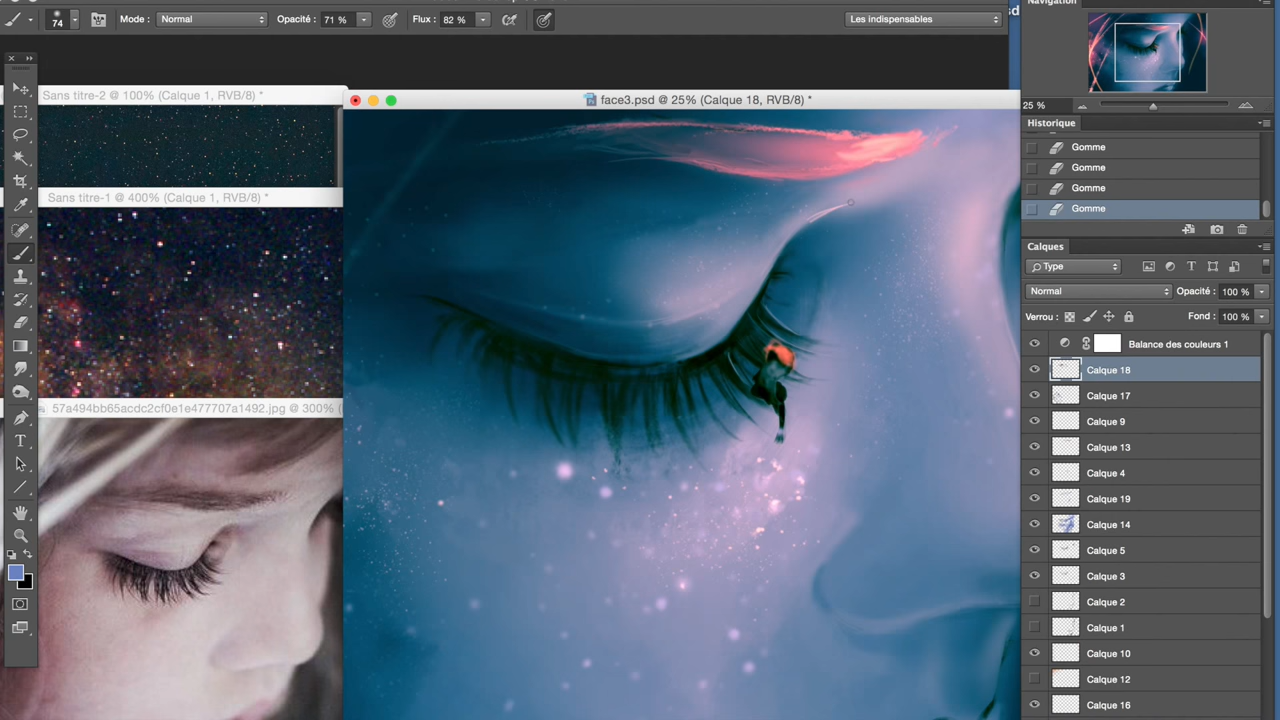 74
Mode : Normal
Opacité : 71 %
Flux : 82 %
Les indispensables
Navigation
Sans titre-2 @ 100% (Calque 1, RVB/8) *
face3.psd @ 25% (Calque 18, RVB/8) *
25 %
Historique
Gomme
Gomme
Gomme
Gomme
Sans titre-1 @ 400% (Calque 1, RVB/8) *
57a494bb65acdc2cf0e1e477707a1492.jpg @ 300% (
Calques
Type
Normal
Opacité : 100 %
Verrou :
Fond : 100 %
Balance des couleurs 1
Calque 18
Calque 17
Calque 9
Calque 13
Calque 4
Calque 19
Calque 14
Calque 5
Calque 3
Calque 2
Calque 1
Calque 10
Calque 12
Calque 16